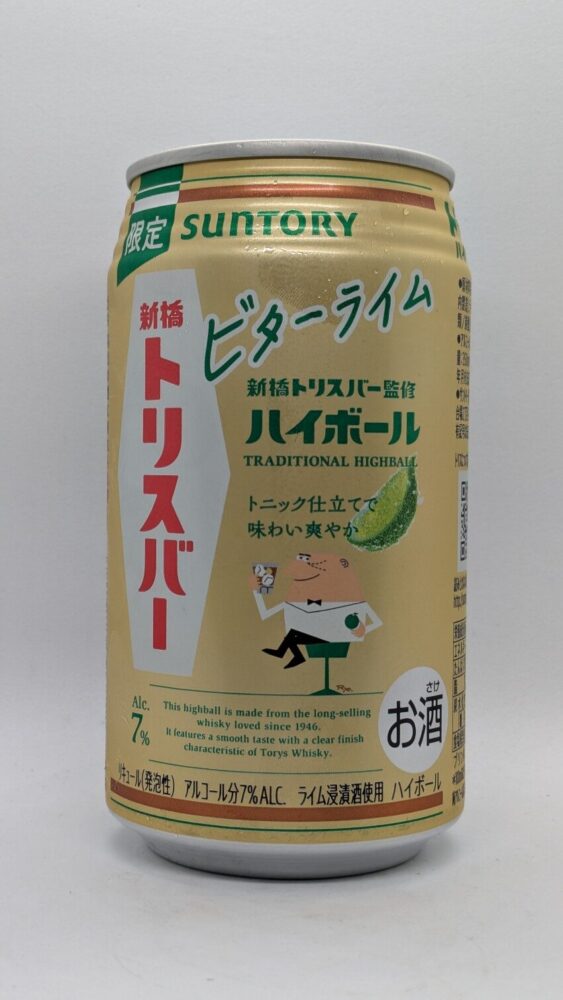 限定
SUNTORY
ビターライム
新橋
トリスバー
新橋トリスバー監修
ハイボール
TRADITIONAL HIGHBALL
トニック仕立てで
味わい爽やか
Alc.
7%
This highball is made from the long-selling
whisky loved since 1946.
It features a smooth taste with a clear finish
characteristic of Torys Whisky.
さけ
お酒
リキュール(発泡性) アルコール分7%ALC. ライム浸漬酒使用 ハイボール